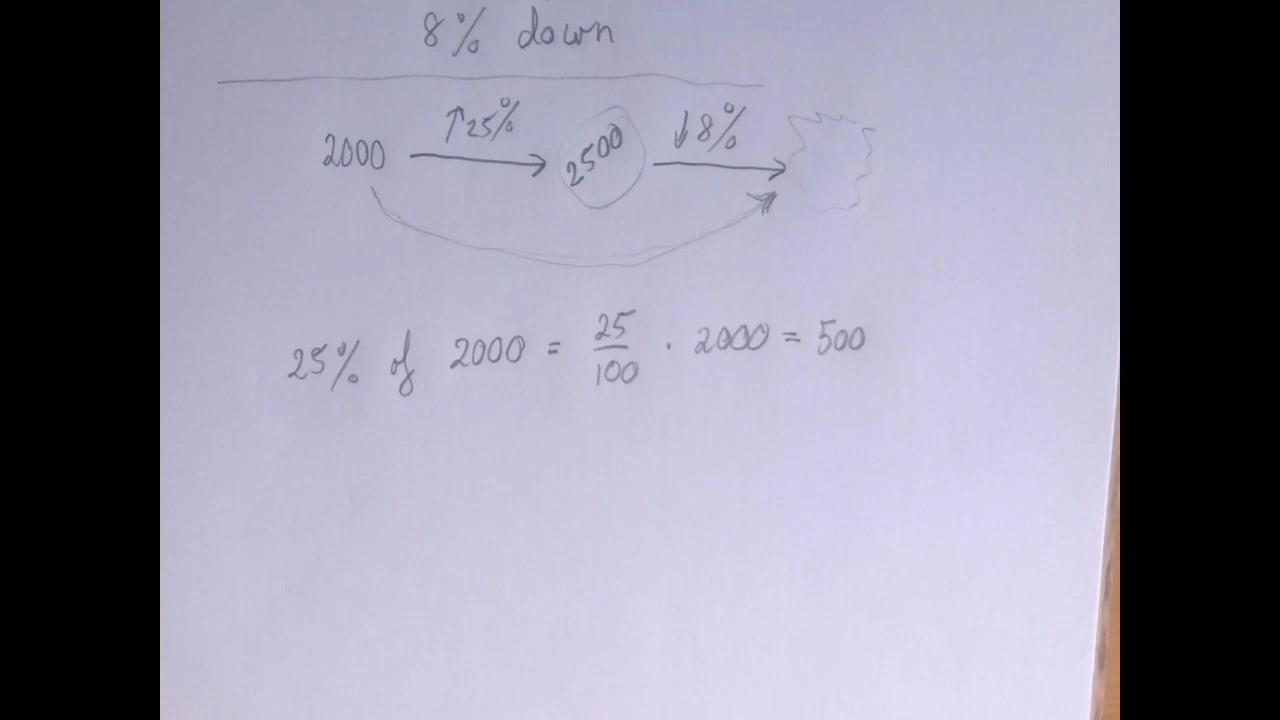 8% down
2000 ↑25% 2500 ↓8%
25% of 2000 = 25/100 · 2000 = 500